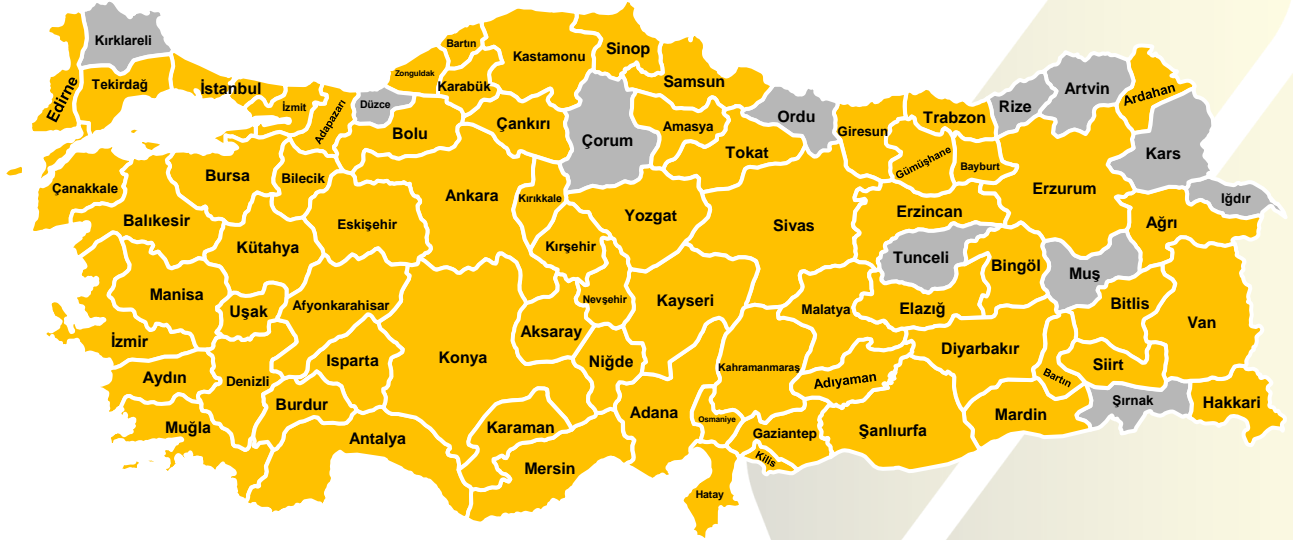 Kırklareli
Edirne
Tekirdağ
İstanbul
İzmit
Adapazarı
Düzce
Zonguldak
Bartın
Karabük
Kastamonu
Sinop
Samsun
Bolu
Çankırı
Çorum
Amasya
Ordu
Tokat
Giresun
Trabzon
Gümüşhane
Bayburt
Rize
Artvin
Ardahan
Kars
Iğdır
Çanakkale
Bursa
Bilecik
Balıkesir
Kütahya
Eskişehir
Ankara
Kırıkkale
Kırşehir
Yozgat
Sivas
Erzincan
Erzurum
Ağrı
Tunceli
Bingöl
Muş
Manisa
Uşak
Afyonkarahisar
Nevşehir
Kayseri
Malatya
Elazığ
Bitlis
Van
İzmir
Aydın
Denizli
Isparta
Burdur
Konya
Aksaray
Niğde
Kahramanmaraş
Adıyaman
Diyarbakır
Bartın
Siirt
Şırnak
Hakkari
Muğla
Antalya
Karaman
Mersin
Adana
Osmaniye
Gaziantep
Kilis
Şanlıurfa
Mardin
Hatay